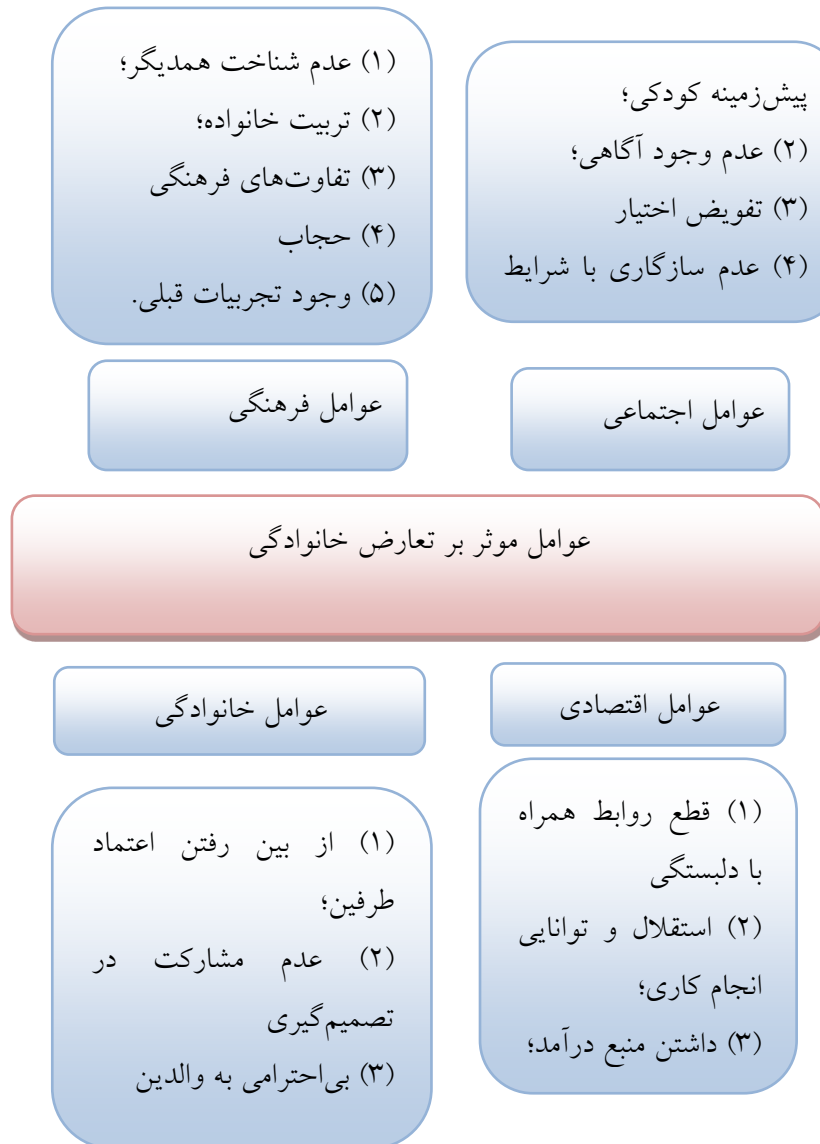 پیش‌زمینه کودکی؛
(۲) عدم وجود آگاهی؛
(۳) تفویض اختیار
(۴) عدم سازگاری با شرایط
(۱) عدم شناخت همدیگر؛
(۲) تربیت خانواده؛
(۳) تفاوت‌های فرهنگی
(۴) حجاب
(۵) وجود تجربیات قبلی.
عوامل اجتماعی
عوامل فرهنگی
عوامل موثر بر تعارض خانوادگی
عوامل اقتصادی
عوامل خانوادگی
(۱) قطع روابط همراه
با دلبستگی
(۲) استقلال و توانایی
انجام کاری؛
(۳) داشتن منبع درآمد؛
(۱) از بین رفتن اعتماد
طرفین؛
(۲) عدم مشارکت در
تصمیم‌گیری
(۳) بی‌احترامی به والدین